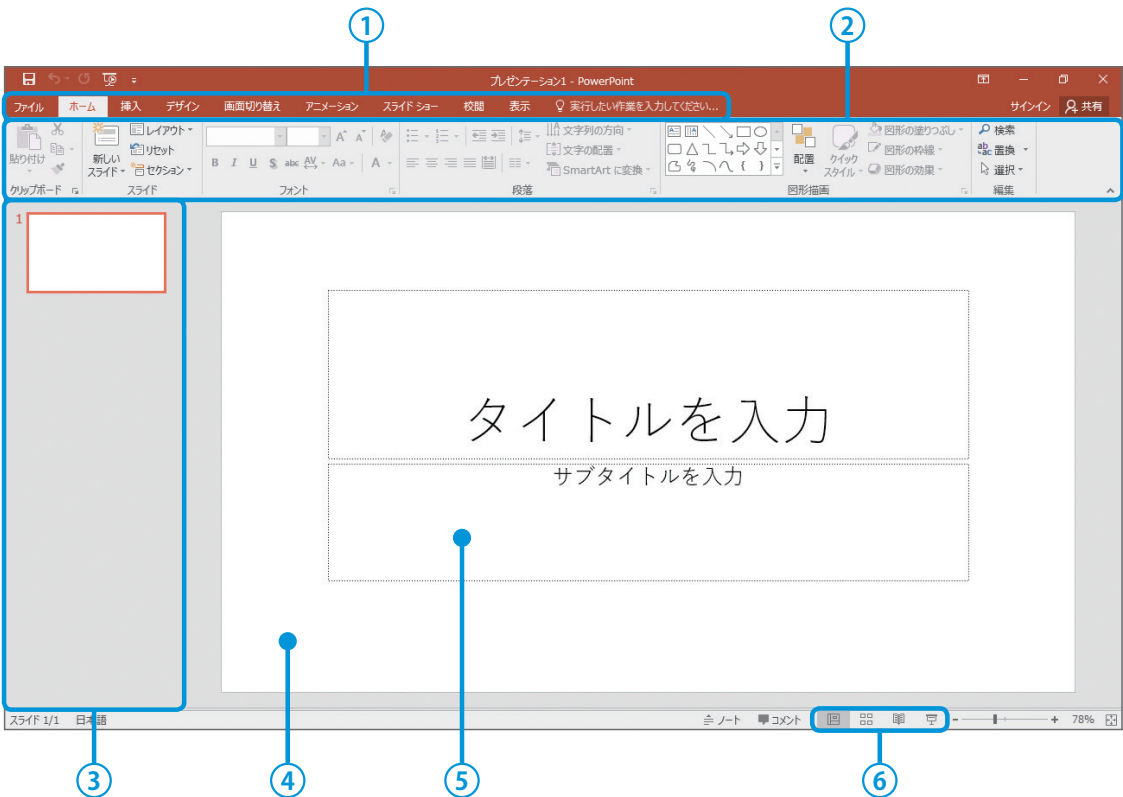 1 2
プレゼンテーション1 - PowerPoint
ファイル ホーム 挿入 デザイン 画面切り替え アニメーション スライド ショー 校閲 表示 実行したい作業を入力してください... サインイン 共有
貼り付け
新しい
スライド
レイアウト
リセット
セクション
B I U S abc AV Aa A
A A
文字列の方向
文字の配置
SmartArt に変換
配置
クイック
スタイル
図形の塗りつぶし
図形の枠線
図形の効果
検索
置換
選択
クリップボード スライド フォント 段落 図形描画 編集
1
タイトルを入力
サブタイトルを入力
スライド 1/1 日本語 ノート コメント - + 78%
3 4 5 6